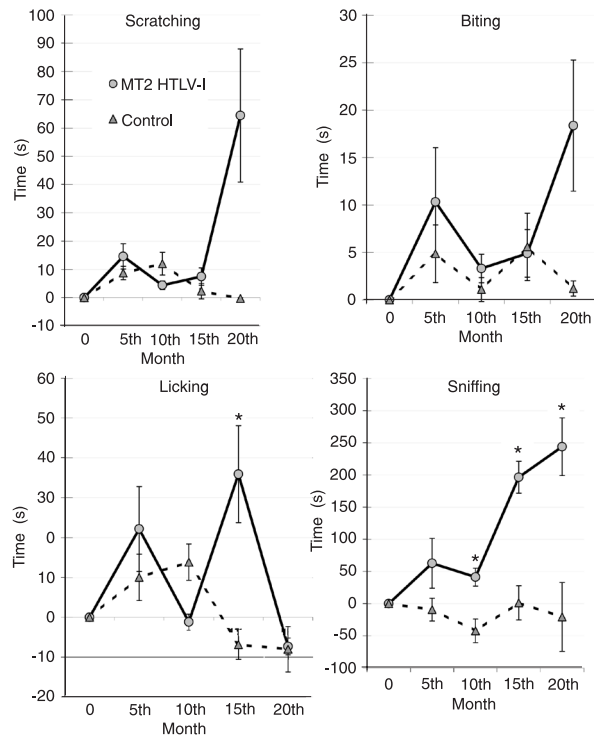 Scratching
100
90
80
70
60
50
40
30
20
10
0
-10
Time (s)
MT2 HTLV-I
Control
0 5th 10th 15th 20th
Month
Biting
30
25
20
15
10
5
0
Time (s)
0 5th 10th 15th 20th
Month
Licking
60
50
40
30
0
10
0
-10
-20
Time (s)
*
0 5th 10th 15th 20th
Month
Sniffing
350
300
250
200
150
100
50
0
-50
-100
Time (s)
* * *
0 5th 10th 15th 20th
Month